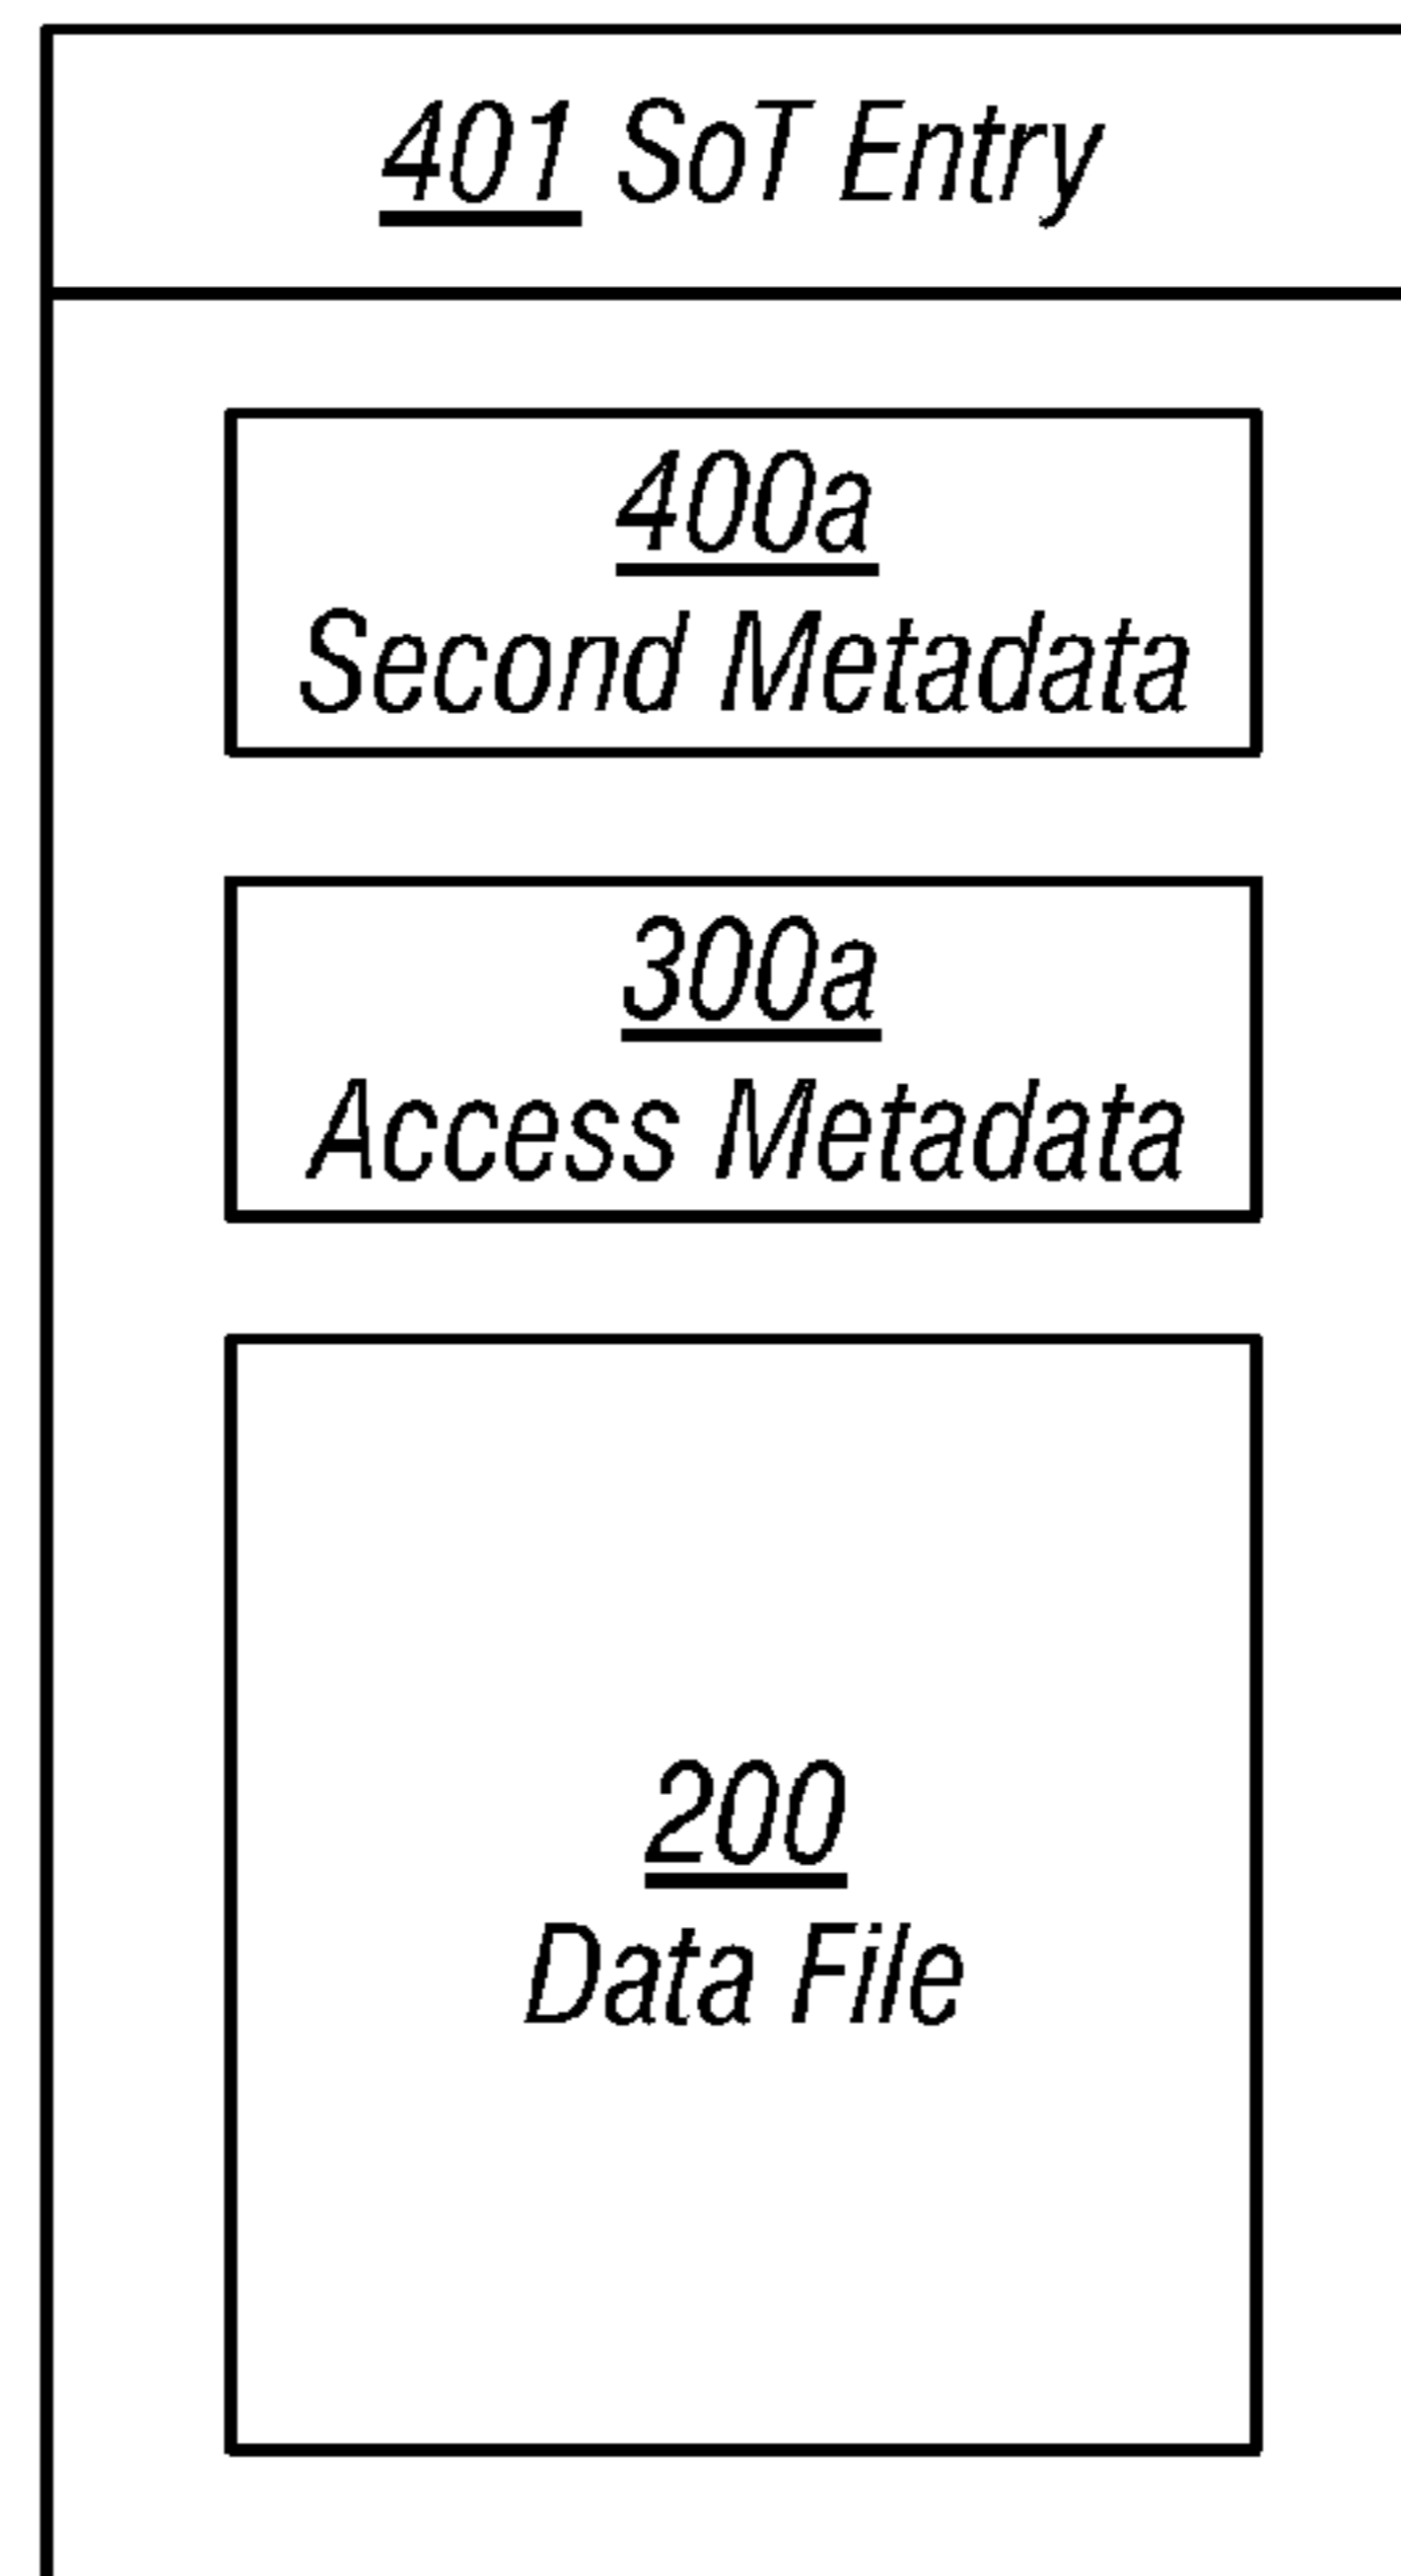 401 SoT Entry
400a
Second Metadata
300a
Access Metadata
200
Data File